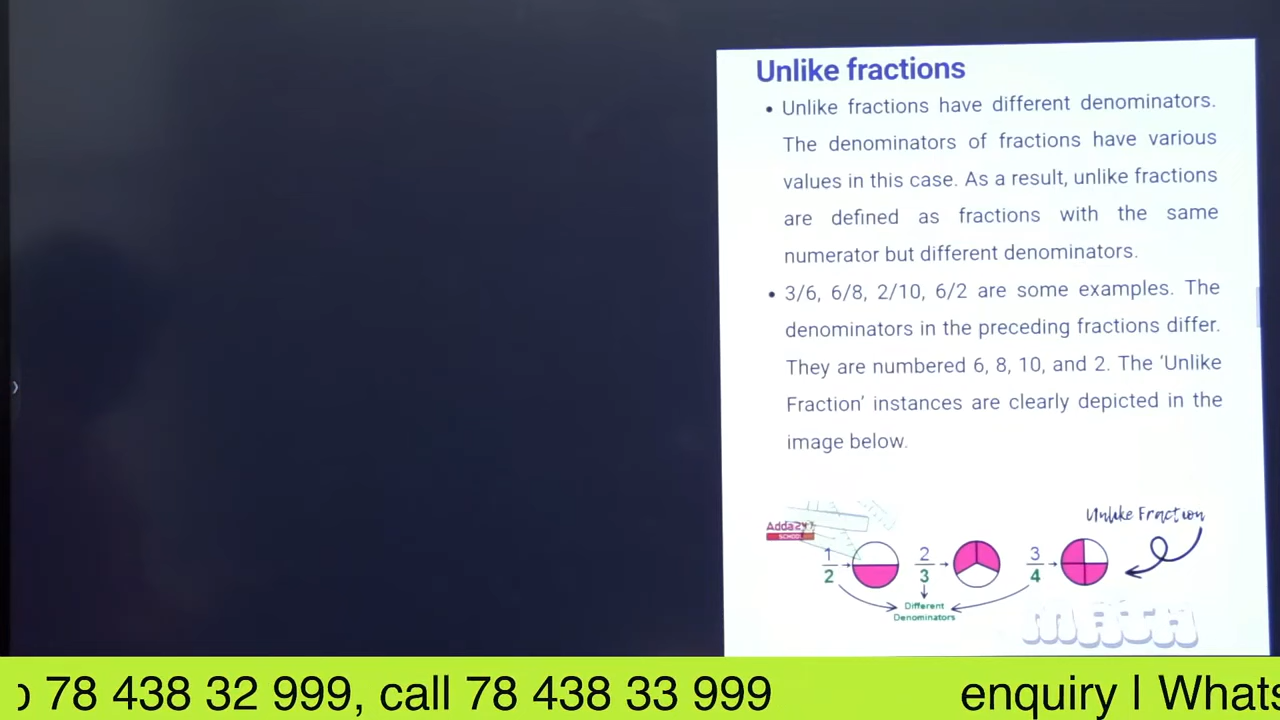 Unlike fractions
• Unlike fractions have different denominators.
The denominators of fractions have various
values in this case. As a result, unlike fractions
are defined as fractions with the same
numerator but different denominators.
• 3/6, 6/8, 2/10, 6/2 are some examples. The
denominators in the preceding fractions differ.
They are numbered 6, 8, 10, and 2. The ‘Unlike
Fraction’ instances are clearly depicted in the
image below.
Unlike Fraction
Adda247
SCHOOL
1/2
2/3
3/4
Different
Denominators
MATH
78 438 32 999, call 78 438 33 999 enquiry I